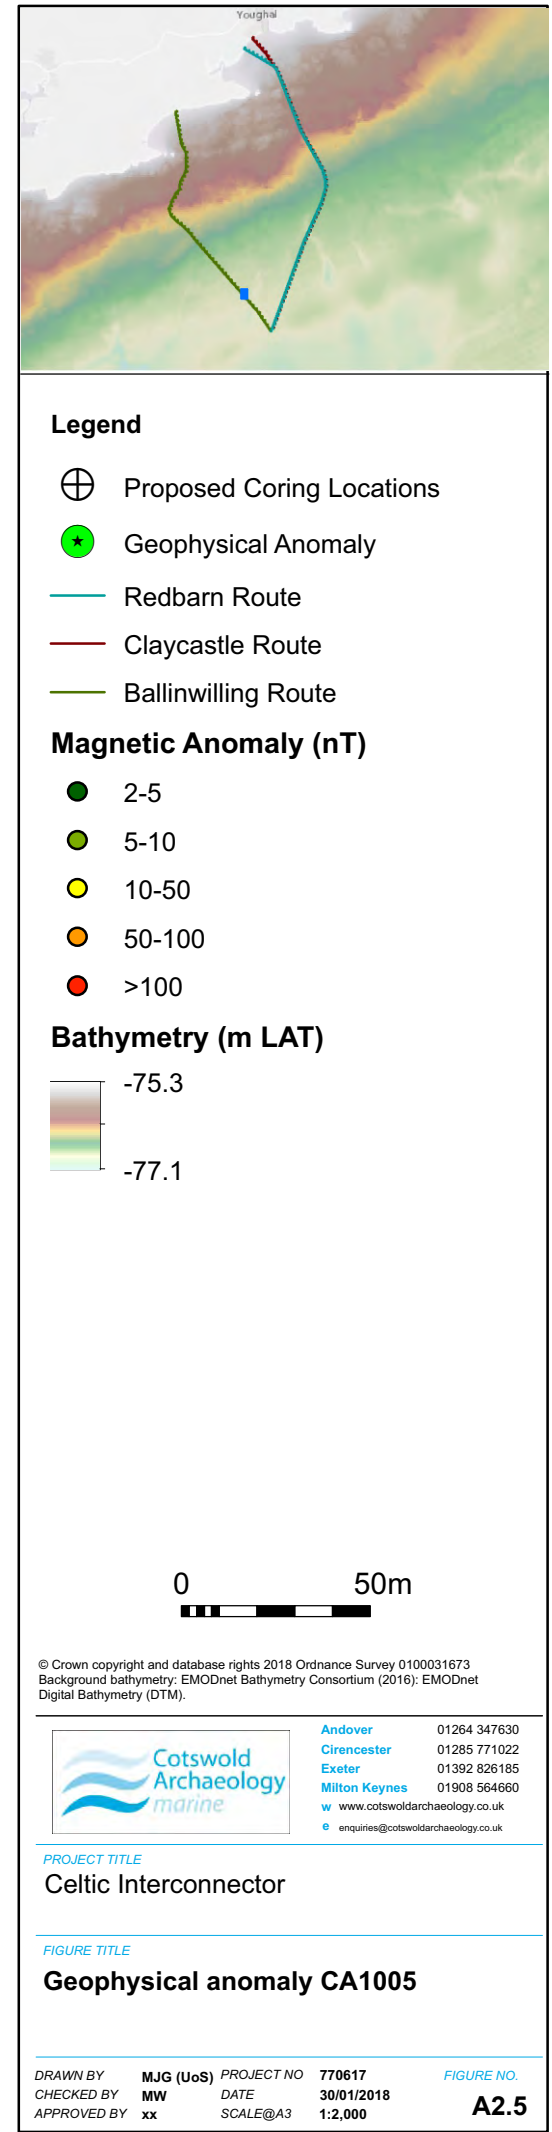 Youghal
Legend
Proposed Coring Locations
Geophysical Anomaly
Redbarn Route
Claycastle Route
Ballinwilling Route
Magnetic Anomaly (nT)
2-5
5-10
10-50
50-100
>100
Bathymetry (m LAT)
-75.3
-77.1
0 50m
© Crown copyright and database rights 2018 Ordnance Survey 0100031673
Background bathymetry: EMODnet Bathymetry Consortium (2016): EMODnet
Digital Bathymetry (DTM).
Cotswold
Archaeology
marine
Andover 01264 347630
Cirencester 01285 771022
Exeter 01392 826185
Milton Keynes 01908 564660
w www.cotswoldarchaeology.co.uk
e enquiries@cotswoldarchaeology.co.uk
PROJECT TITLE
Celtic Interconnector
FIGURE TITLE
Geophysical anomaly CA1005
DRAWN BY MJG (UoS) PROJECT NO 770617 FIGURE NO.
CHECKED BY MW DATE 30/01/2018
APPROVED BY xx SCALE@A3 1:2,000 A2.5